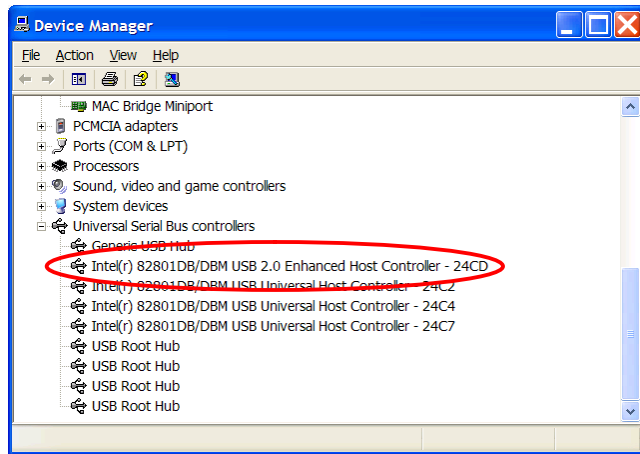 Device Manager
File Action View Help
MAC Bridge Miniport
PCMCIA adapters
Ports (COM & LPT)
Processors
Sound, video and game controllers
System devices
Universal Serial Bus controllers
Generic USB Hub
Intel(r) 82801DB/DBM USB 2.0 Enhanced Host Controller - 24CD
Intel(r) 82801DB/DBM USB Universal Host Controller - 24C2
Intel(r) 82801DB/DBM USB Universal Host Controller - 24C4
Intel(r) 82801DB/DBM USB Universal Host Controller - 24C7
USB Root Hub
USB Root Hub
USB Root Hub
USB Root Hub